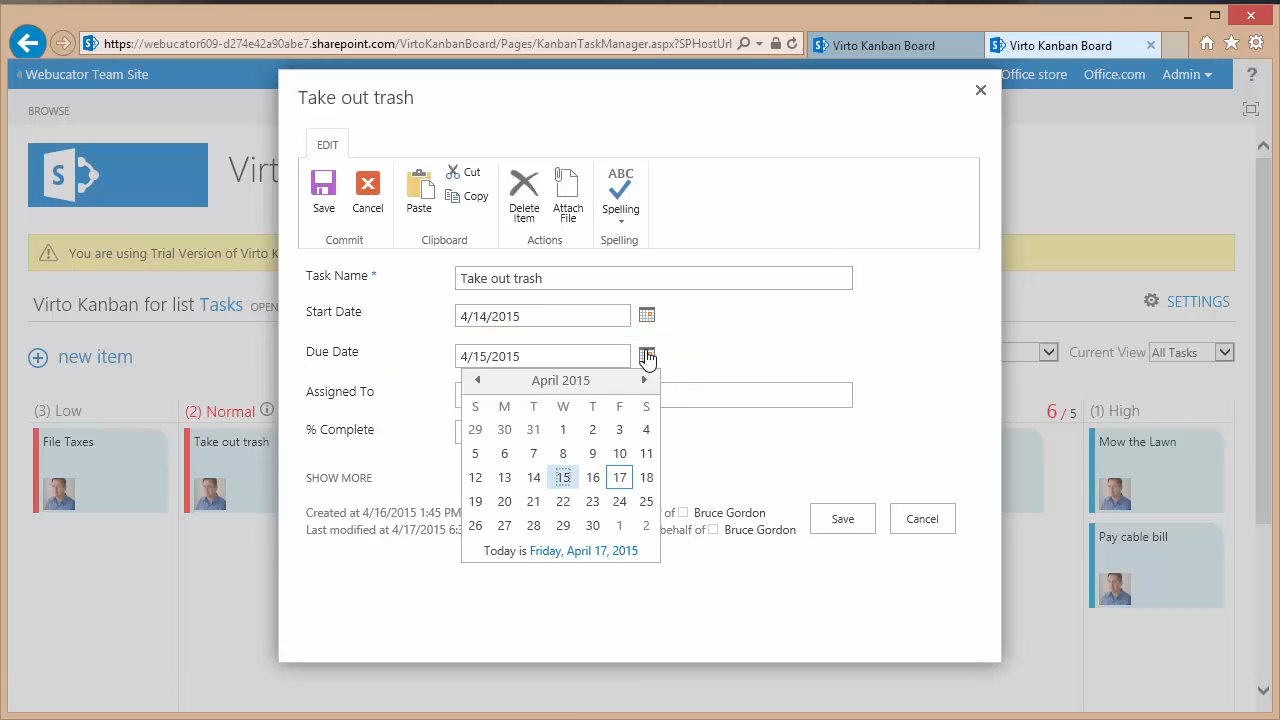 https://webucator609-d274e42a90abe7.sharepoint.com/VirtoKanbanBoard/Pages/KanbanTaskManager.aspx?SPHostUrl
Virto Kanban Board
Virto Kanban Board
Webucator Team Site
Office store
Office.com
Admin
?
BROWSE
S
Virt
You are using Trial Version of Virto K
Virto Kanban for list Tasks OPEN
SETTINGS
new item
Current View All Tasks
(3) Low
(2) Normal
6 / 5
(1) High
File Taxes
Take out trash
Mow the Lawn
Pay cable bill
Take out trash
EDIT
Save
Cancel
Commit
Paste
Cut
Copy
Clipboard
Delete Item
Attach File
Actions
ABC
Spelling
Spelling
Task Name * Take out trash
Start Date 4/14/2015
Due Date 4/15/2015
Assigned To
% Complete
April 2015
S M T W T F S
29 30 31 1 2 3 4
5 6 7 8 9 10 11
12 13 14 15 16 17 18
19 20 21 22 23 24 25
26 27 28 29 30 1 2
Today is Friday, April 17, 2015
SHOW MORE
Created at 4/16/2015 1:45 PM
of Bruce Gordon
Last modified at 4/17/2015 6:3
behalf of Bruce Gordon
Save
Cancel